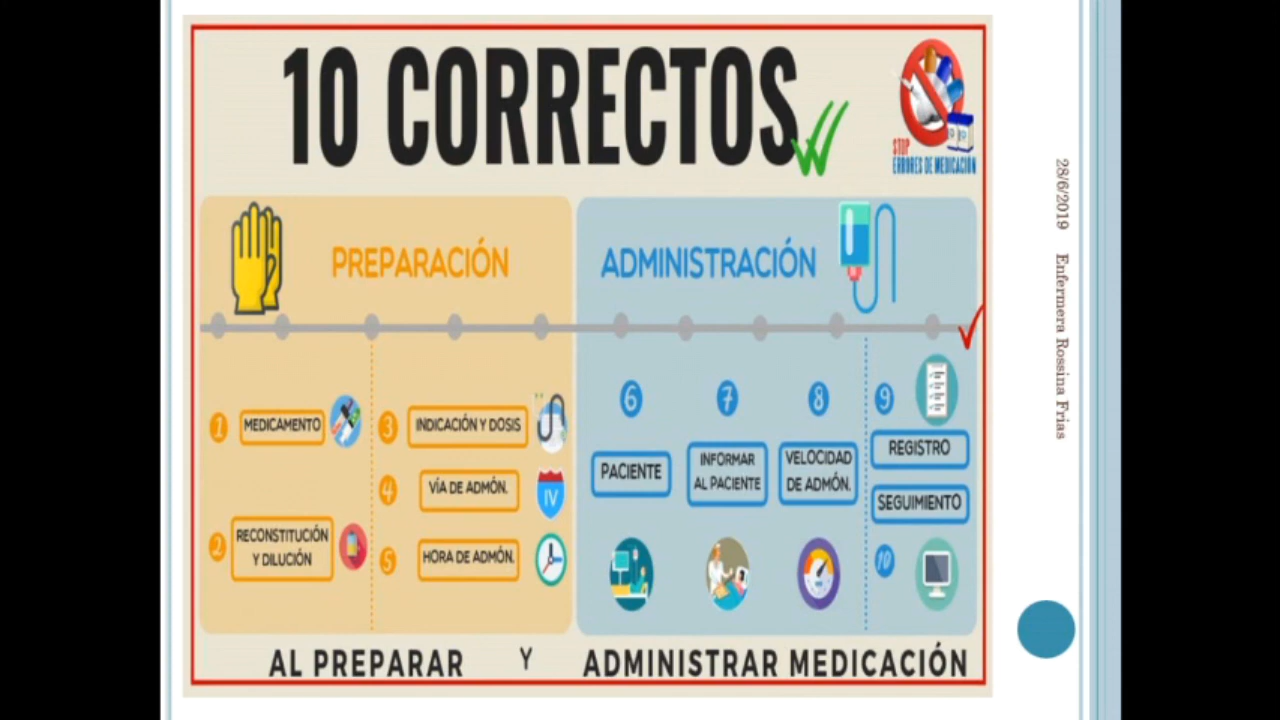 10 CORRECTOS
STOP
ERRORES DE MEDICACIÓN
PREPARACIÓN
1 MEDICAMENTO
2 RECONSTITUCIÓN
Y DILUCIÓN
3 INDICACIÓN Y DOSIS
4 VÍA DE ADMÓN.
IV
5 HORA DE ADMÓN.
ADMINISTRACIÓN
6
PACIENTE
7
INFORMAR
AL PACIENTE
8
VELOCIDAD
DE ADMÓN.
9
REGISTRO
SEGUIMIENTO
10
AL PREPARAR Y ADMINISTRAR MEDICACIÓN
28/6/2019 Enfermera Rossina Frias